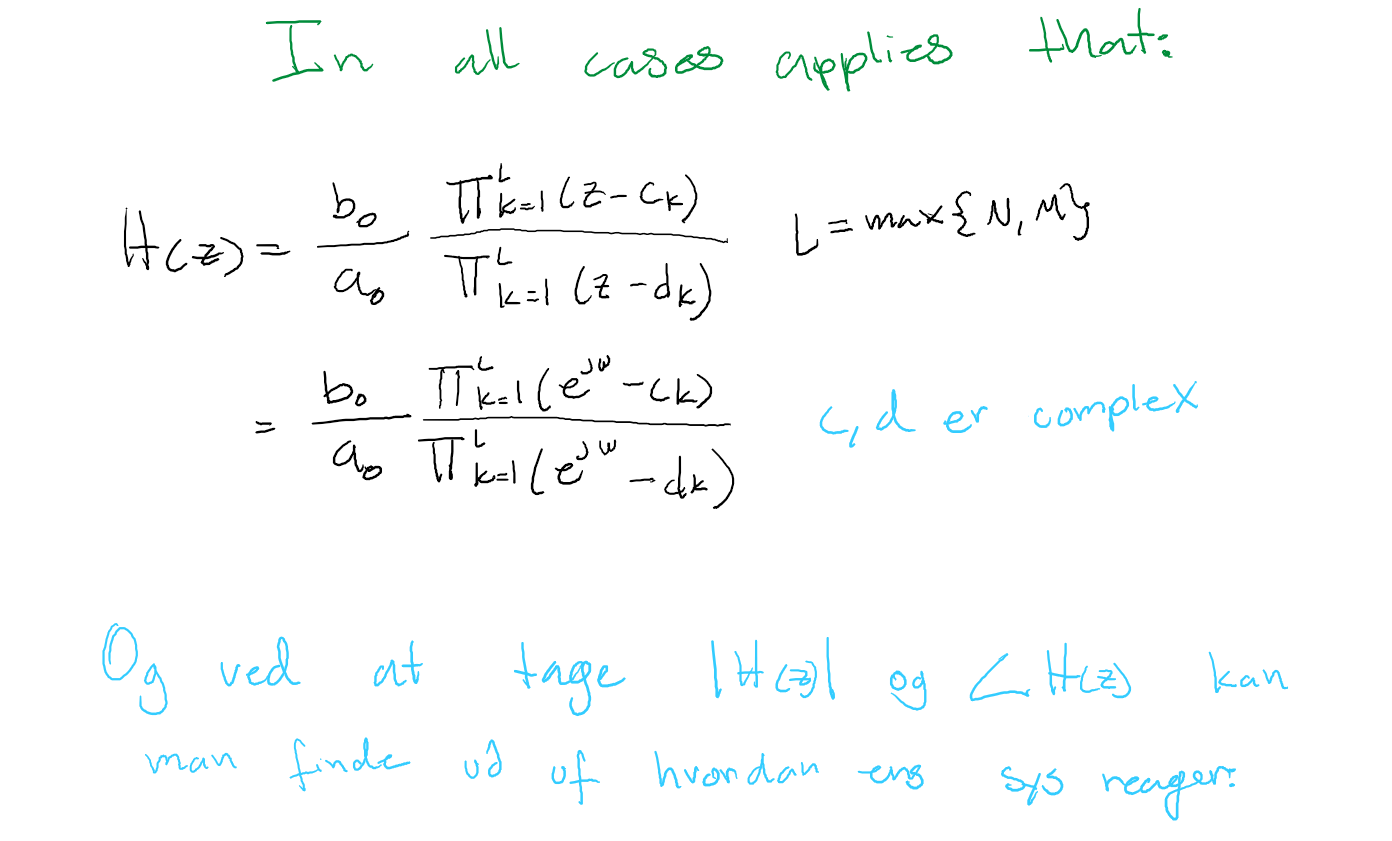 In all cases applies that:
H(z) = b₀/a₀ ∏ᴸₖ₌₁(z-cₖ) / ∏ᴸₖ₌₁(z-dₖ) L = max{N, M}
= b₀/a₀ ∏ᴸₖ₌₁(e^{jω}-cₖ) / ∏ᴸₖ₌₁(e^{jω}-dₖ) c, d er complex
Og ved at tage |H(z)| og ∠H(z) kan
man finde ud af hvordan ens sys reager: